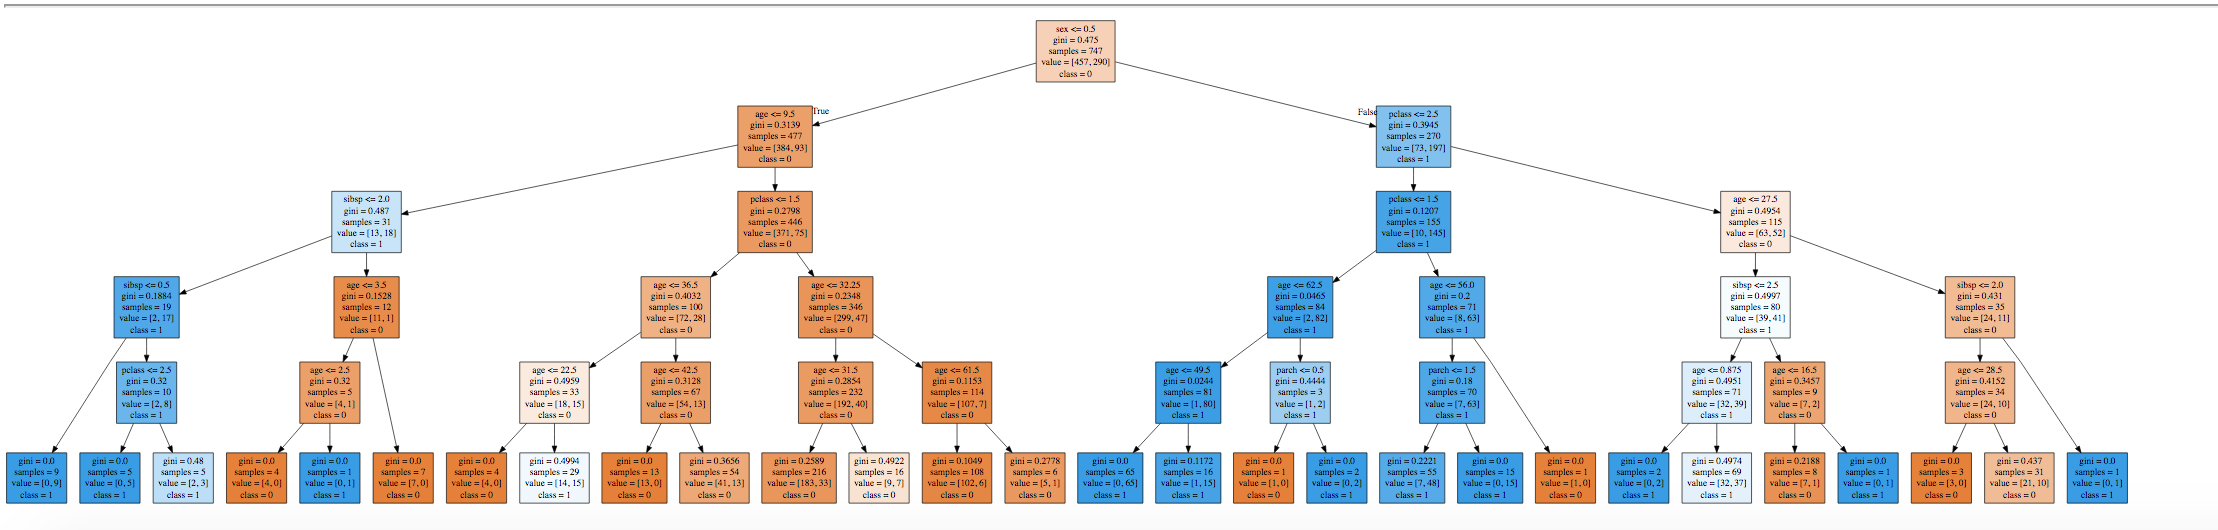 sex <= 0.5
gini = 0.475
samples = 747
value = [457, 290]
class = 0
True
False
age <= 9.5
gini = 0.3139
samples = 477
value = [384, 93]
class = 0
pclass <= 2.5
gini = 0.3945
samples = 270
value = [73, 197]
class = 1
sibsp <= 2.0
gini = 0.487
samples = 31
value = [13, 18]
class = 1
pclass <= 1.5
gini = 0.2798
samples = 446
value = [371, 75]
class = 0
pclass <= 1.5
gini = 0.1207
samples = 155
value = [10, 145]
class = 1
age <= 27.5
gini = 0.4954
samples = 115
value = [63, 52]
class = 0
sibsp <= 0.5
gini = 0.1884
samples = 19
value = [2, 17]
class = 1
age <= 3.5
gini = 0.1528
samples = 12
value = [11, 1]
class = 0
age <= 36.5
gini = 0.4032
samples = 100
value = [72, 28]
class = 0
age <= 32.25
gini = 0.2348
samples = 346
value = [299, 47]
class = 0
age <= 62.5
gini = 0.0465
samples = 84
value = [2, 82]
class = 1
age <= 56.0
gini = 0.2
samples = 71
value = [8, 63]
class = 1
sibsp <= 2.5
gini = 0.4997
samples = 80
value = [39, 41]
class = 1
sibsp <= 2.0
gini = 0.431
samples = 35
value = [24, 11]
class = 0
pclass <= 2.5
gini = 0.32
samples = 10
value = [2, 8]
class = 1
age <= 2.5
gini = 0.32
samples = 5
value = [4, 1]
class = 0
age <= 22.5
gini = 0.4959
samples = 33
value = [18, 15]
class = 0
age <= 42.5
gini = 0.3128
samples = 67
value = [54, 13]
class = 0
age <= 31.5
gini = 0.2854
samples = 232
value = [192, 40]
class = 0
age <= 61.5
gini = 0.1153
samples = 114
value = [107, 7]
class = 0
age <= 49.5
gini = 0.0244
samples = 81
value = [1, 80]
class = 1
parch <= 0.5
gini = 0.4444
samples = 3
value = [1, 2]
class = 1
parch <= 1.5
gini = 0.18
samples = 70
value = [7, 63]
class = 1
age <= 0.875
gini = 0.4951
samples = 71
value = [32, 39]
class = 1
age <= 16.5
gini = 0.3457
samples = 9
value = [7, 2]
class = 0
age <= 28.5
gini = 0.4152
samples = 34
value = [24, 10]
class = 0
gini = 0.0
samples = 9
value = [0, 9]
class = 1
gini = 0.0
samples = 5
value = [0, 5]
class = 1
gini = 0.48
samples = 5
value = [2, 3]
class = 1
gini = 0.0
samples = 4
value = [4, 0]
class = 0
gini = 0.0
samples = 1
value = [0, 1]
class = 1
gini = 0.0
samples = 7
value = [7, 0]
class = 0
gini = 0.0
samples = 4
value = [4, 0]
class = 0
gini = 0.4994
samples = 29
value = [14, 15]
class = 1
gini = 0.0
samples = 13
value = [13, 0]
class = 0
gini = 0.3656
samples = 54
value = [41, 13]
class = 0
gini = 0.2589
samples = 216
value = [183, 33]
class = 0
gini = 0.4922
samples = 16
value = [9, 7]
class = 0
gini = 0.1049
samples = 108
value = [102, 6]
class = 0
gini = 0.2778
samples = 6
value = [5, 1]
class = 0
gini = 0.0
samples = 65
value = [0, 65]
class = 1
gini = 0.1172
samples = 16
value = [1, 15]
class = 1
gini = 0.0
samples = 1
value = [1, 0]
class = 0
gini = 0.0
samples = 2
value = [0, 2]
class = 1
gini = 0.2221
samples = 55
value = [7, 48]
class = 1
gini = 0.0
samples = 15
value = [0, 15]
class = 1
gini = 0.0
samples = 1
value = [1, 0]
class = 0
gini = 0.0
samples = 2
value = [0, 2]
class = 1
gini = 0.4974
samples = 69
value = [32, 37]
class = 1
gini = 0.2188
samples = 8
value = [7, 1]
class = 0
gini = 0.0
samples = 1
value = [0, 1]
class = 1
gini = 0.0
samples = 3
value = [3, 0]
class = 0
gini = 0.437
samples = 31
value = [21, 10]
class = 0
gini = 0.0
samples = 1
value = [0, 1]
class = 1